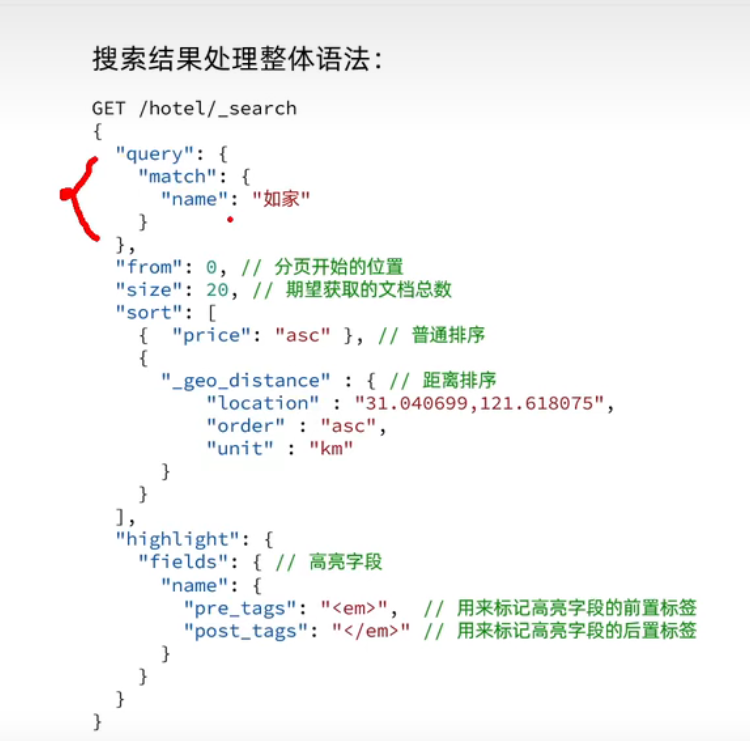 搜索结果处理整体语法：
GET /hotel/_search
{
  "query": {
    "match": {
      "name": "如家"
    }
  },
  "from": 0, // 分页开始的位置
  "size": 20, // 期望获取的文档总数
  "sort": [
    {  "price": "asc" }, // 普通排序
    {
      "_geo_distance" : { // 距离排序
          "location" : "31.040699,121.618075",
          "order" : "asc",
          "unit" : "km"
      }
    }
  ],
  "highlight": {
    "fields": { // 高亮字段
      "name": {
        "pre_tags": "<em>",  // 用来标记高亮字段的前置标签
        "post_tags": "</em>" // 用来标记高亮字段的后置标签
      }
    }
  }
}